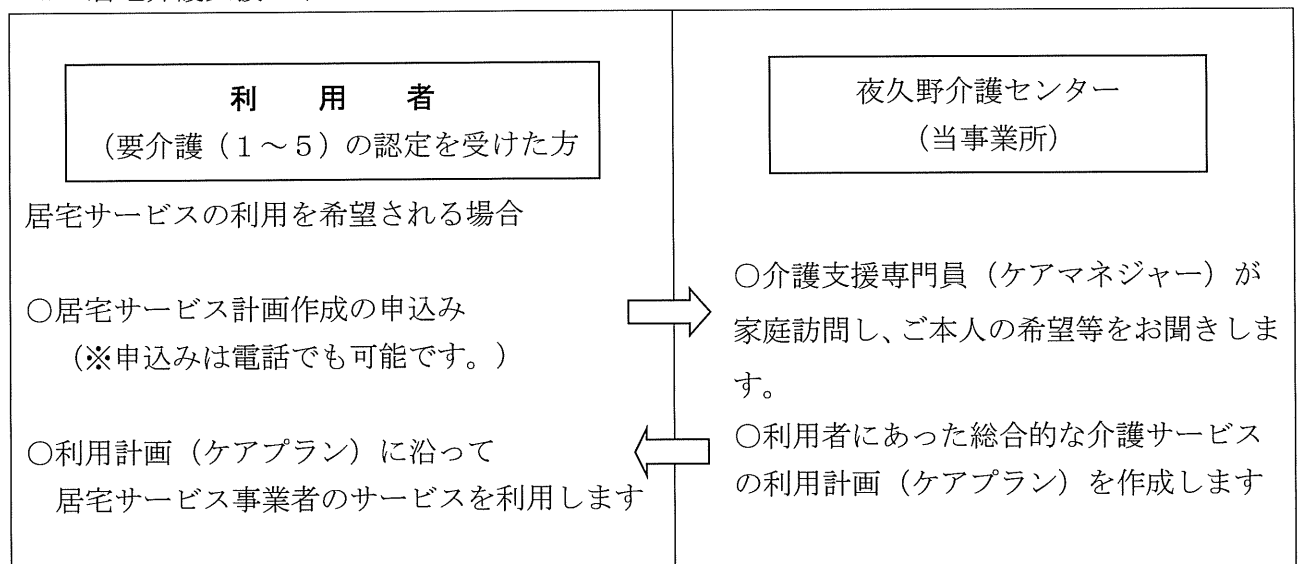 利　用　者
(要介護（１～５）の認定を受けた方
居宅サービスの利用を希望される場合
○居宅サービス計画作成の申込み
（※申込みは電話でも可能です。）
○利用計画（ケアプラン）に沿って
居宅サービス事業者のサービスを利用します
夜久野介護センター
（当事業所）
○介護支援専門員（ケアマネジャー）が
家庭訪問し、ご本人の希望等をお聞きしま
す。
○利用者にあった総合的な介護サービス
の利用計画（ケアプラン）を作成します